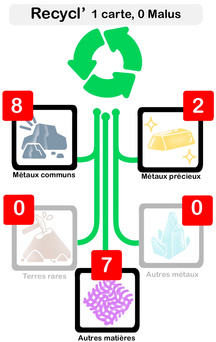 Recycl’ 1 carte, 0 Malus
8
2
Métaux communs
Métaux précieux
0
0
Terres rares
Autres métaux
7
Autres matières